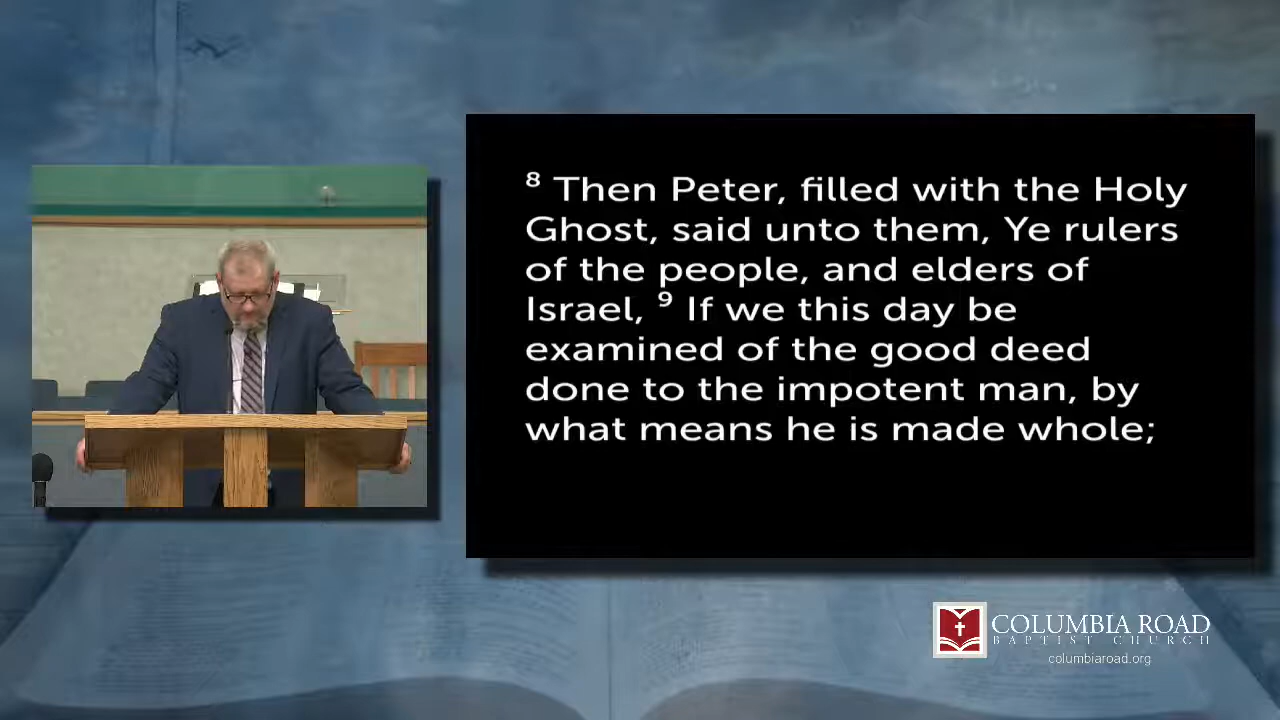 ⁸ Then Peter, filled with the Holy
Ghost, said unto them, Ye rulers
of the people, and elders of
Israel, ⁹ If we this day be
examined of the good deed
done to the impotent man, by
what means he is made whole;
COLUMBIA ROAD
BAPTIST CHURCH
columbiaroad.org